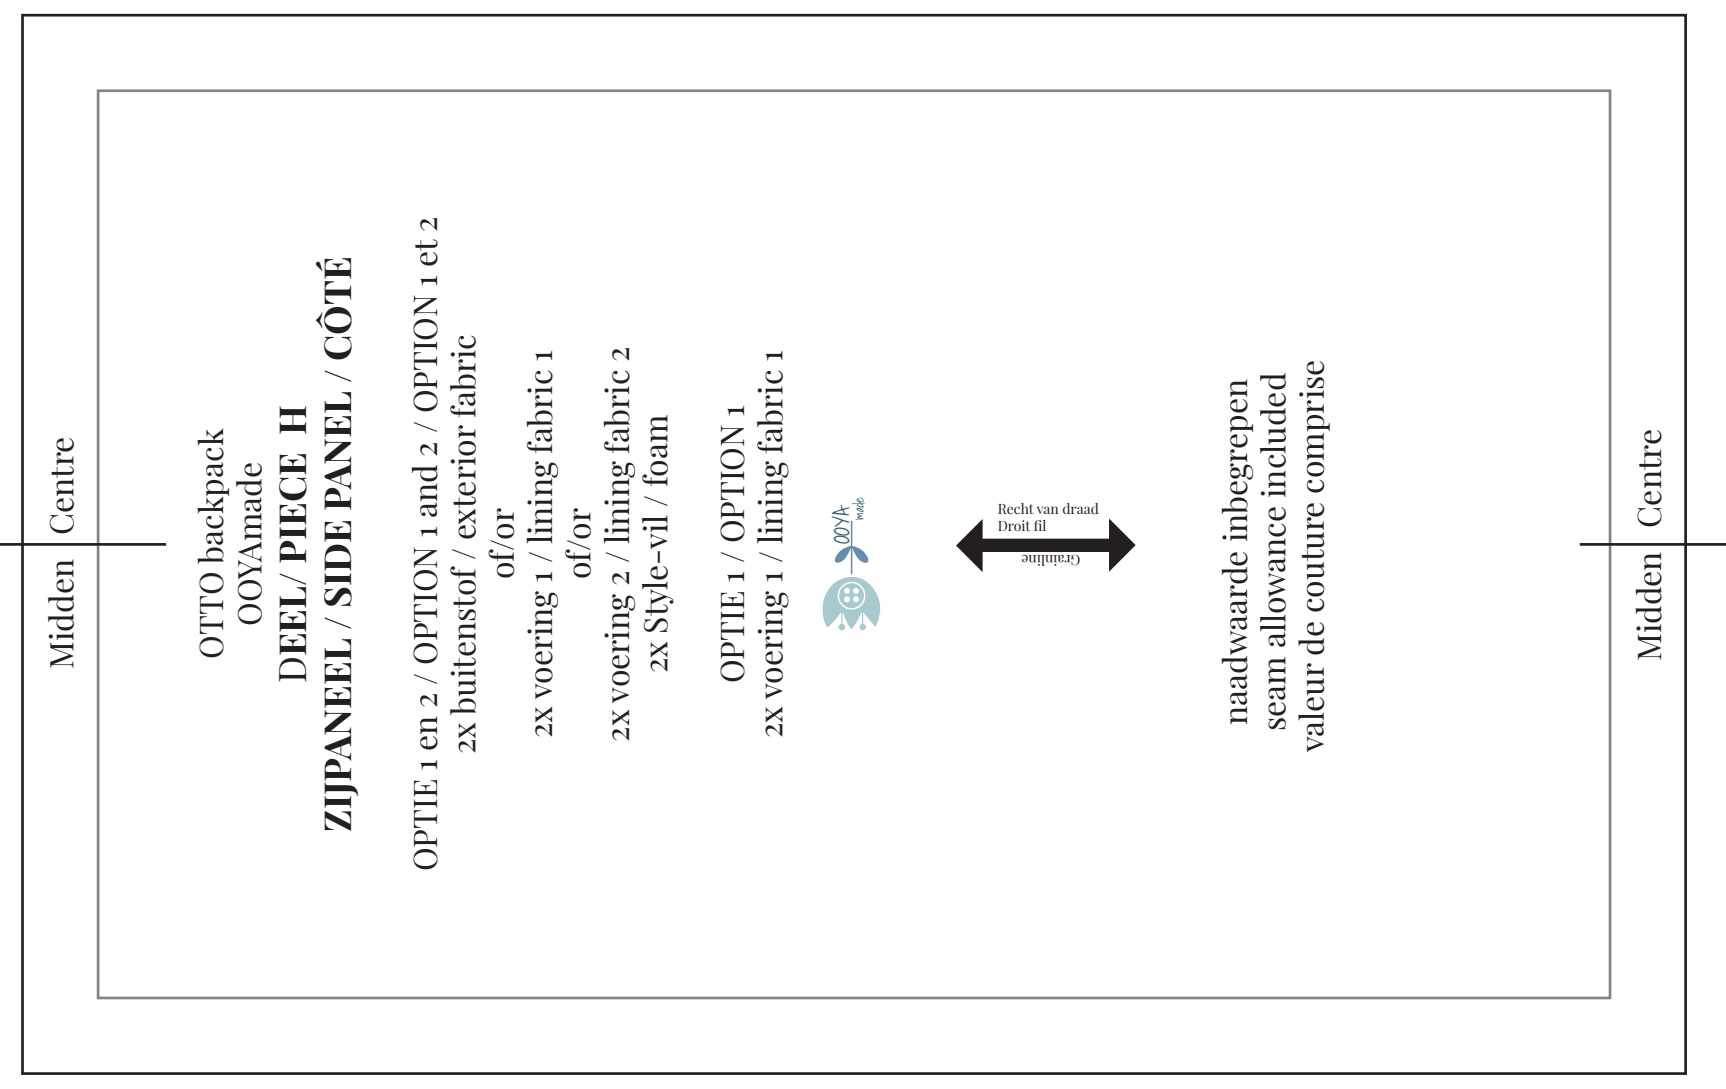 Midden   Centre
OTTO backpack
OOYAmade
DEEL/ PIECE  H
ZIJPANEEL / SIDE PANEL / CÔTÉ
OPTIE 1 en 2 / OPTION 1 and 2 / OPTION 1 et 2
2x buitenstof / exterior fabric
of/or
2x voering 1 / lining fabric 1
of/or
2x voering 2 / lining fabric 2
2x Style-vil / foam
OPTIE 1 / OPTION 1
2x voering 1 / lining fabric 1
OOYA
made
Recht van draad
Droit fil
Grainline
naadwaarde inbegrepen
seam allowance included
valeur de couture comprise
Midden   Centre